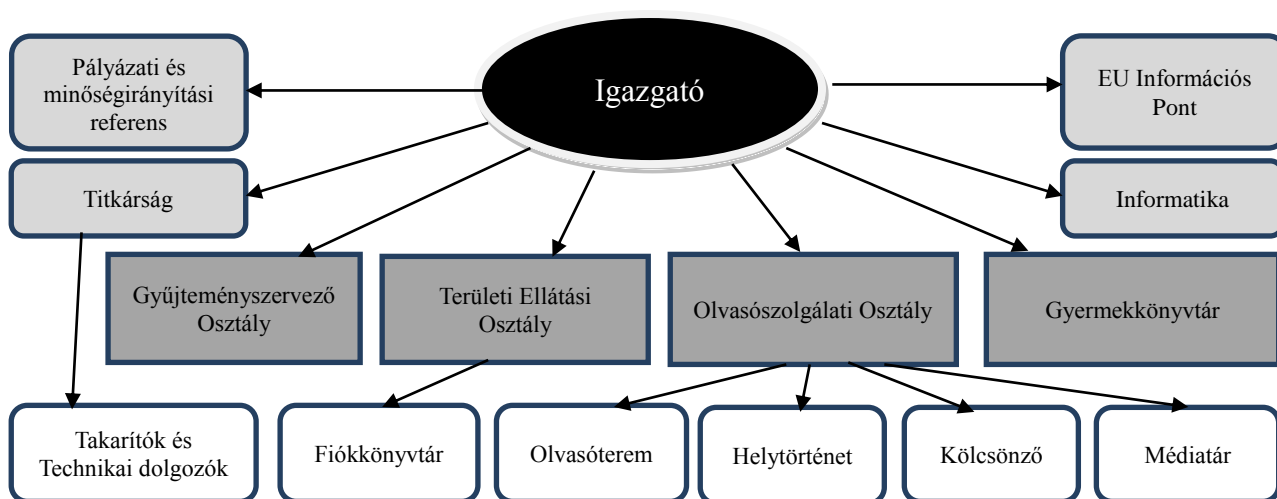 Igazgató
Pályázati és
minőségirányítási
referens
EU Információs
Pont
Titkárság
Informatika
Gyűjteményszervező
Osztály
Területi Ellátási
Osztály
Olvasószolgálati Osztály
Gyermekkönyvtár
Takarítók és
Technikai dolgozók
Fiókkönyvtár
Olvasóterem
Helytörténet
Kölcsönző
Médiatár